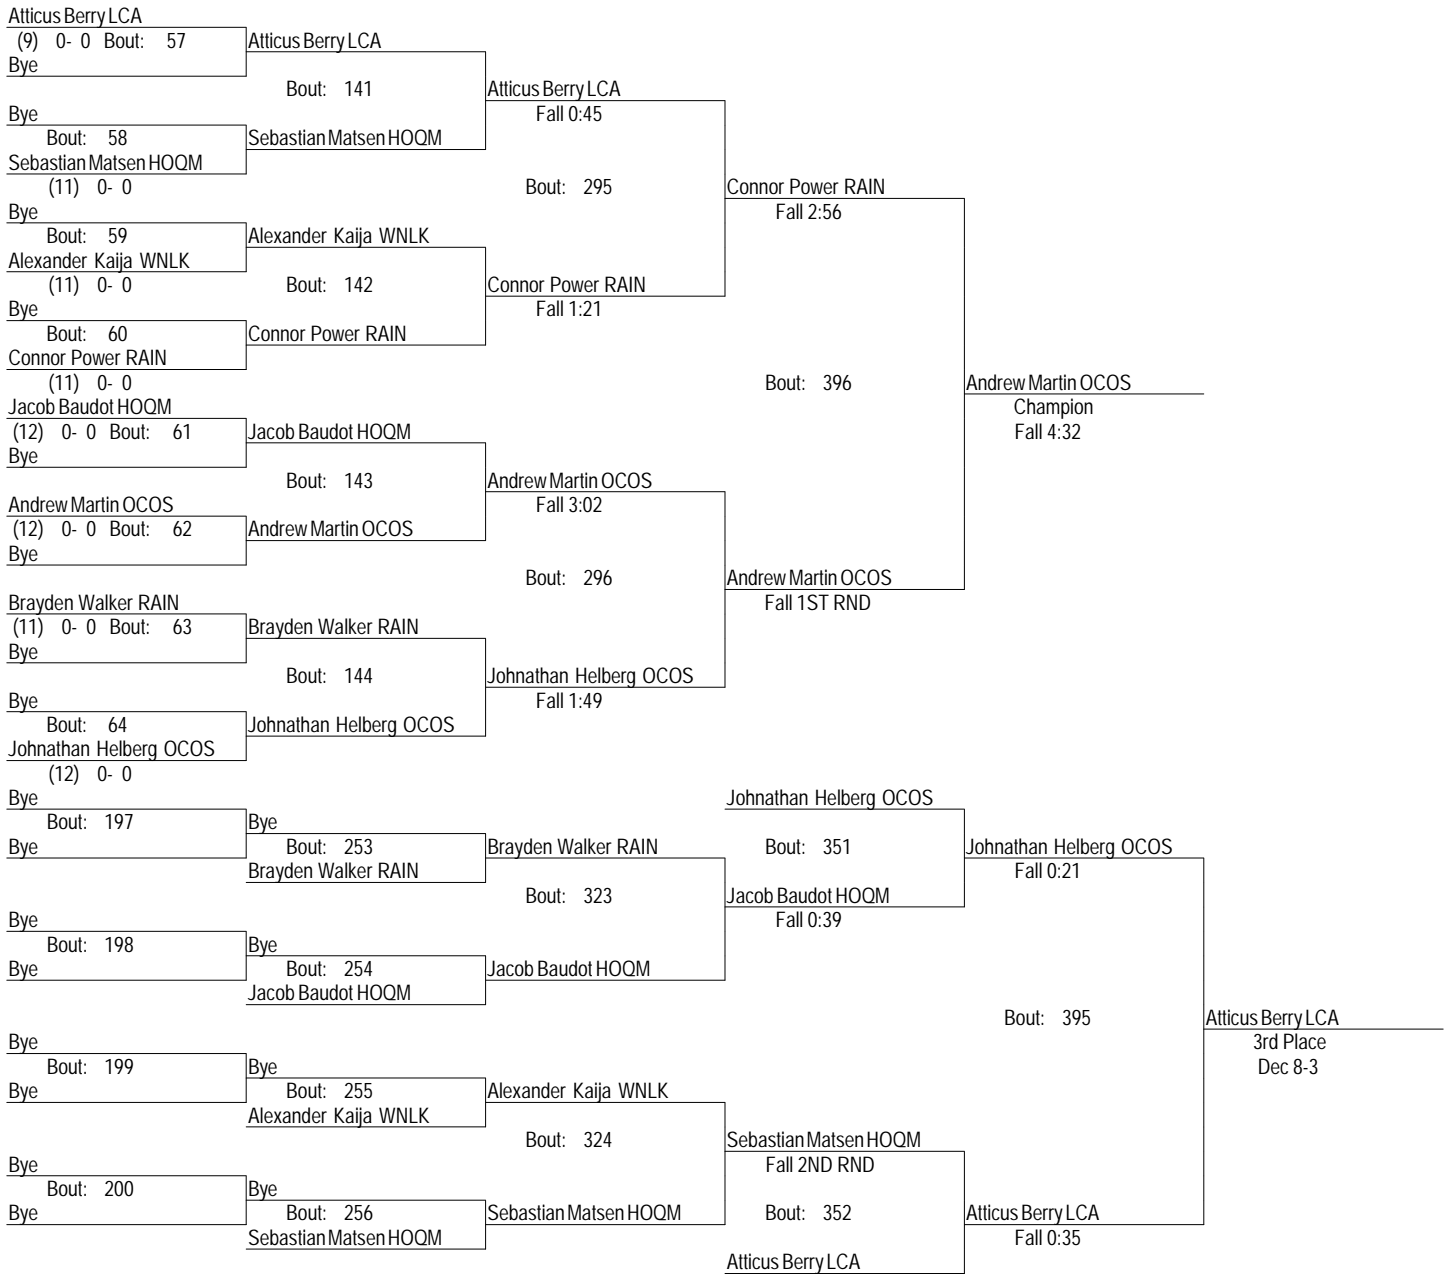 Atticus Berry LCA
(9) 0- 0 Bout: 57
Atticus Berry LCA
Bye
Bout: 141
Atticus Berry LCA
Bye
Fall 0:45
Bout: 58
Sebastian Matsen HOQM
Sebastian Matsen HOQM
(11) 0- 0
Bout: 295
Connor Power RAIN
Bye
Fall 2:56
Bout: 59
Alexander Kaija WNLK
Alexander Kaija WNLK
(11) 0- 0
Bout: 142
Connor Power RAIN
Bye
Fall 1:21
Bout: 60
Connor Power RAIN
Connor Power RAIN
(11) 0- 0
Bout: 396
Andrew Martin OCOS
Jacob Baudot HOQM
Champion
(12) 0- 0 Bout: 61
Jacob Baudot HOQM
Fall 4:32
Bye
Bout: 143
Andrew Martin OCOS
Andrew Martin OCOS
Fall 3:02
(12) 0- 0 Bout: 62
Andrew Martin OCOS
Bye
Bout: 296
Andrew Martin OCOS
Brayden Walker RAIN
Fall 1ST RND
(11) 0- 0 Bout: 63
Brayden Walker RAIN
Bye
Bout: 144
Johnathan Helberg OCOS
Bye
Fall 1:49
Bout: 64
Johnathan Helberg OCOS
Johnathan Helberg OCOS
(12) 0- 0
Bye
Johnathan Helberg OCOS
Bout: 197
Bye
Bye
Bout: 253
Brayden Walker RAIN
Bout: 351
Johnathan Helberg OCOS
Brayden Walker RAIN
Fall 0:21
Bout: 323
Jacob Baudot HOQM
Bye
Fall 0:39
Bout: 198
Bye
Bye
Bout: 254
Jacob Baudot HOQM
Jacob Baudot HOQM
Bout: 395
Atticus Berry LCA
Bye
3rd Place
Bout: 199
Bye
Dec 8-3
Bye
Bout: 255
Alexander Kaija WNLK
Alexander Kaija WNLK
Bout: 324
Sebastian Matsen HOQM
Bye
Fall 2ND RND
Bout: 200
Bye
Bye
Bout: 256
Sebastian Matsen HOQM
Bout: 352
Atticus Berry LCA
Sebastian Matsen HOQM
Fall 0:35
Atticus Berry LCA